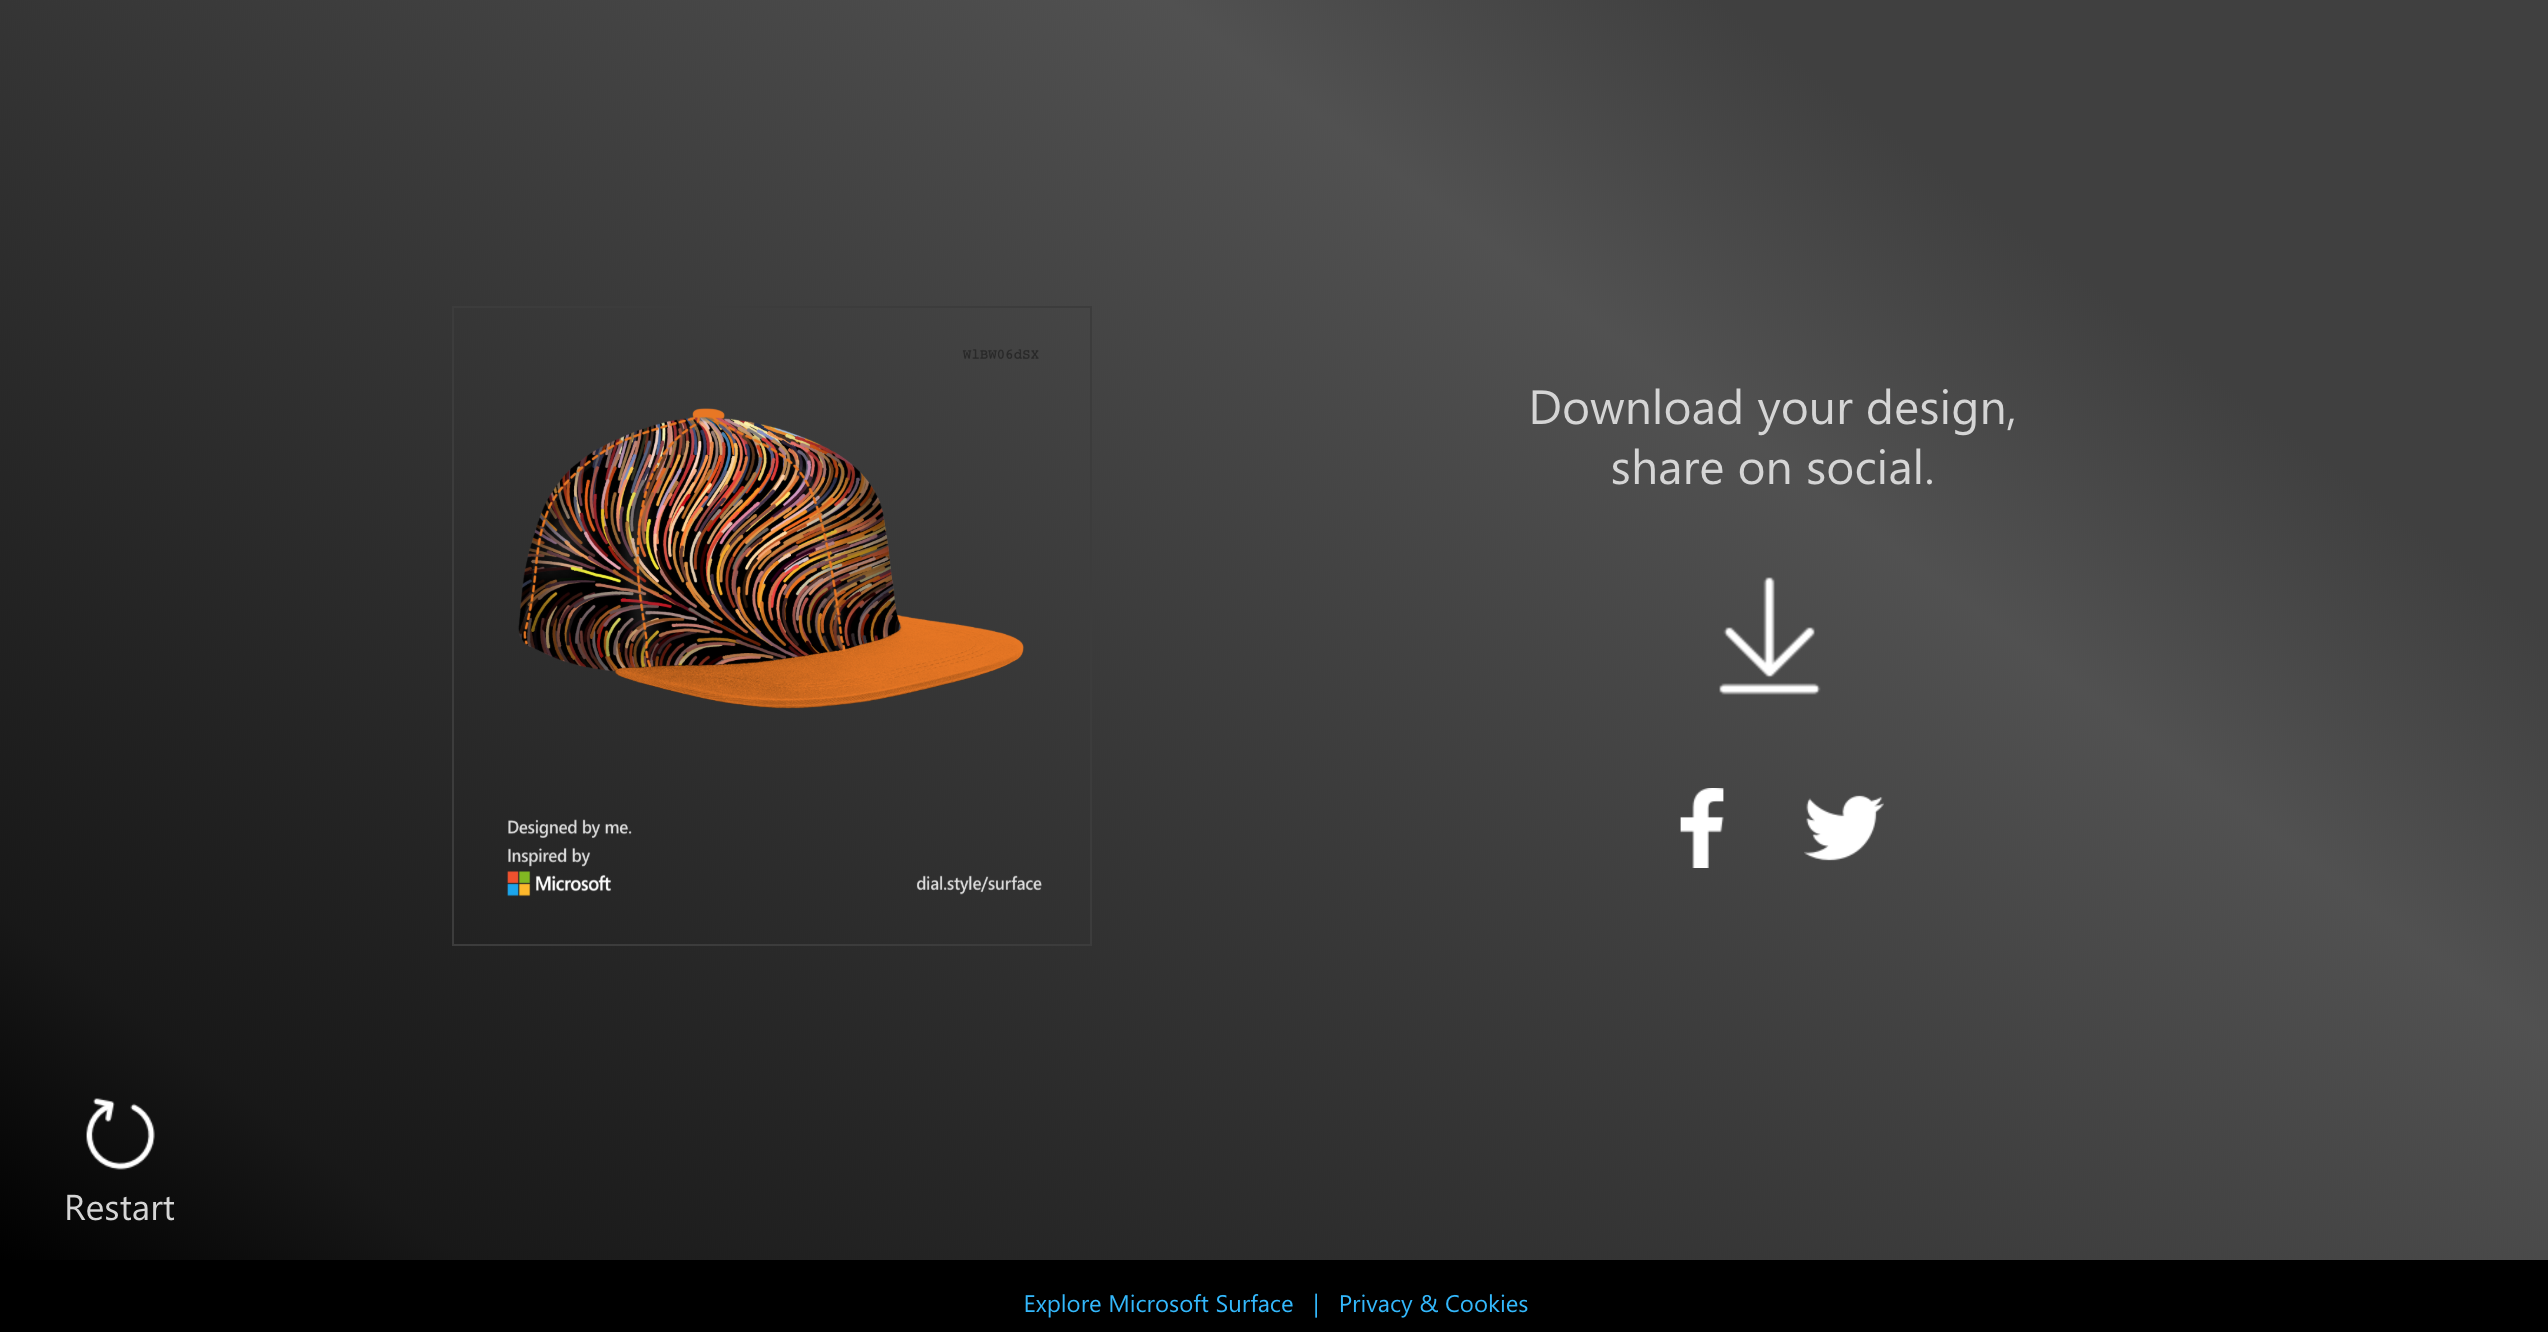 W1BW06dSX
Designed by me.
Inspired by
Microsoft
dial.style/surface
Download your design,
share on social.
Restart
Explore Microsoft Surface | Privacy & Cookies